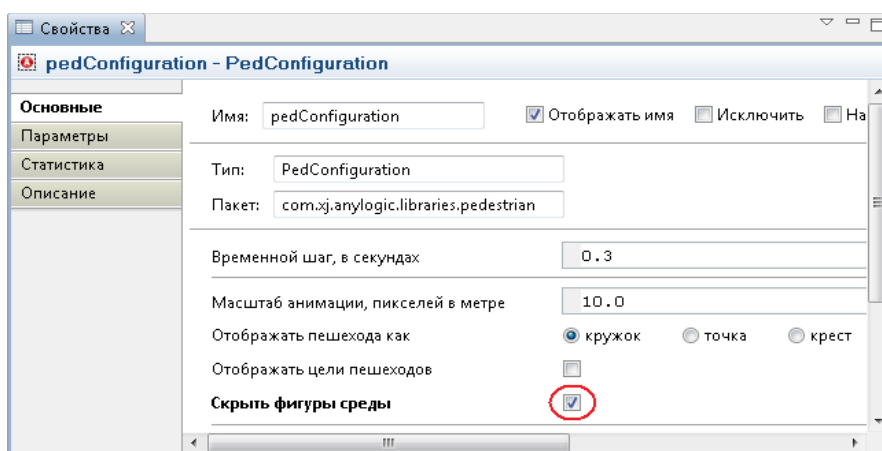 Свойства
pedConfiguration - PedConfiguration
Основные
Параметры
Статистика
Описание
Имя: pedConfiguration Отображать имя Исключить На
Тип: PedConfiguration
Пакет: com.xj.anylogic.libraries.pedestrian
Временной шаг, в секундах 0.3
Масштаб анимации, пикселей в метре 10.0
Отображать пешехода как кружок точка крест
Отображать цели пешеходов
Скрыть фигуры среды